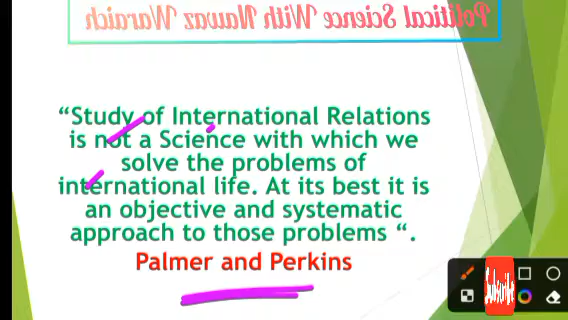 Political Science With Nawaz Waraich
“Study of International Relations
is not a Science with which we
solve the problems of
international life. At its best it is
an objective and systematic
approach to those problems “.
Palmer and Perkins
Subscribe